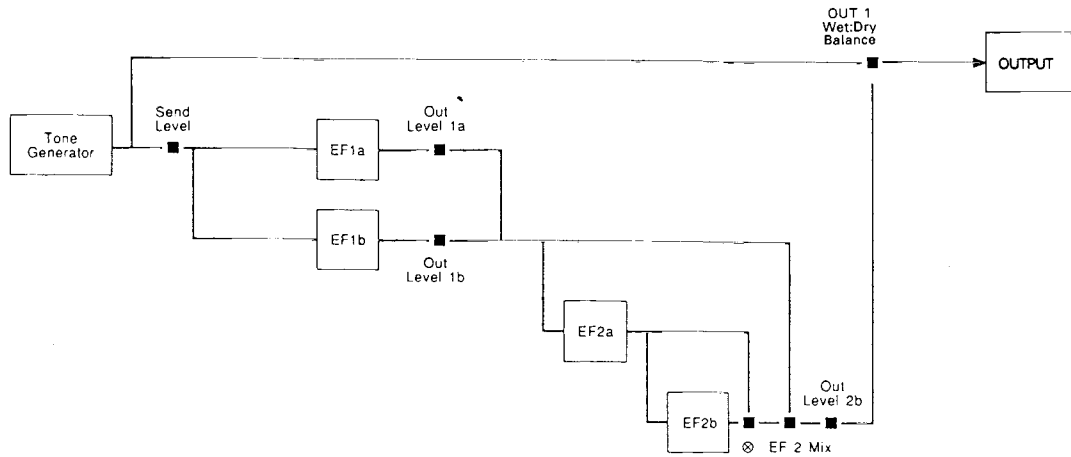 OUT 1
Wet:Dry
Balance
OUTPUT
Send
Level
Out
Level 1a
Tone
Generator
EF1a
EF1b
Out
Level 1b
EF2a
Out
Level 2b
EF2b
⊗ EF 2 Mix